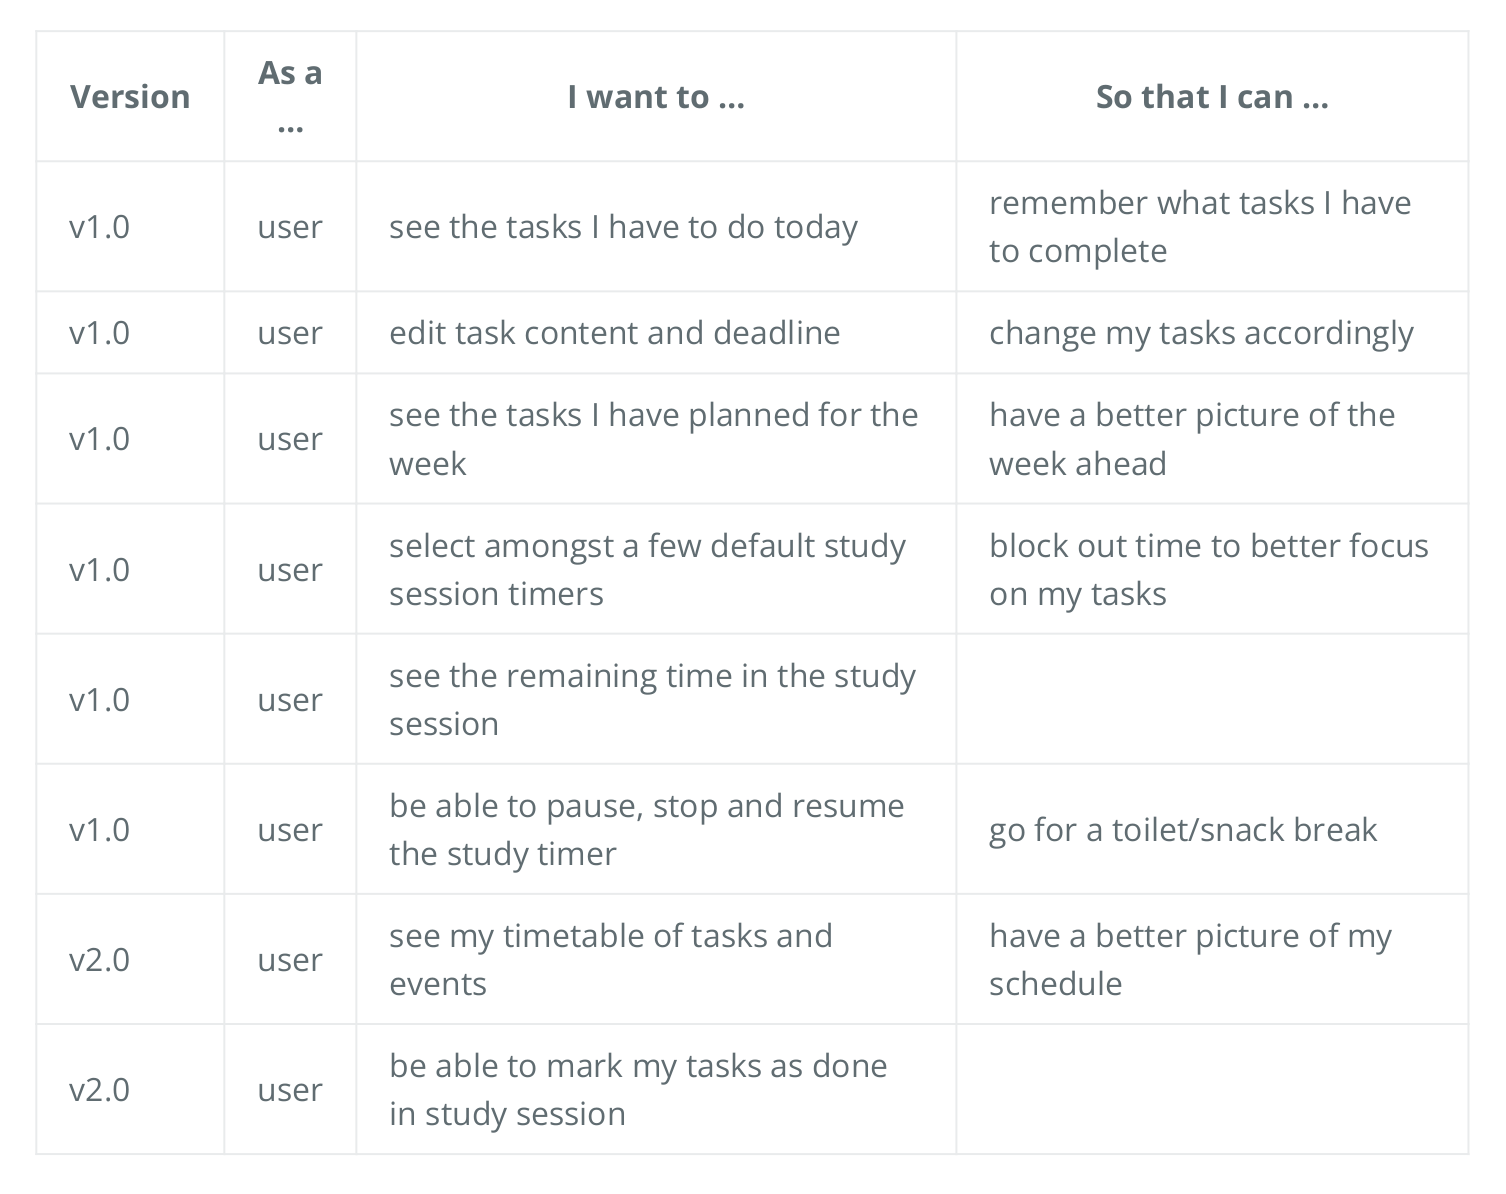 Version
As a
...
I want to ...
So that I can ...
v1.0
user
see the tasks I have to do today
remember what tasks I have
to complete
v1.0
user
edit task content and deadline
change my tasks accordingly
v1.0
user
see the tasks I have planned for the
week
have a better picture of the
week ahead
v1.0
user
select amongst a few default study
session timers
block out time to better focus
on my tasks
v1.0
user
see the remaining time in the study
session
v1.0
user
be able to pause, stop and resume
the study timer
go for a toilet/snack break
v2.0
user
see my timetable of tasks and
events
have a better picture of my
schedule
v2.0
user
be able to mark my tasks as done
in study session